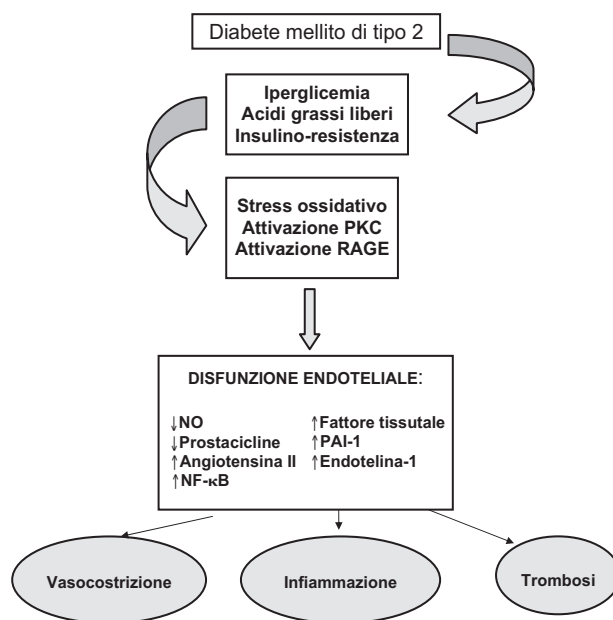 Diabete mellito di tipo 2
Iperglicemia
Acidi grassi liberi
Insulino-resistenza
Stress ossidativo
Attivazione PKC
Attivazione RAGE
DISFUNZIONE ENDOTELIALE:
↓NO
↓Prostacicline
↑Angiotensina II
↑NF-κB
↑Fattore tissutale
↑PAI-1
↑Endotelina-1
Vasocostrizione
Infiammazione
Trombosi